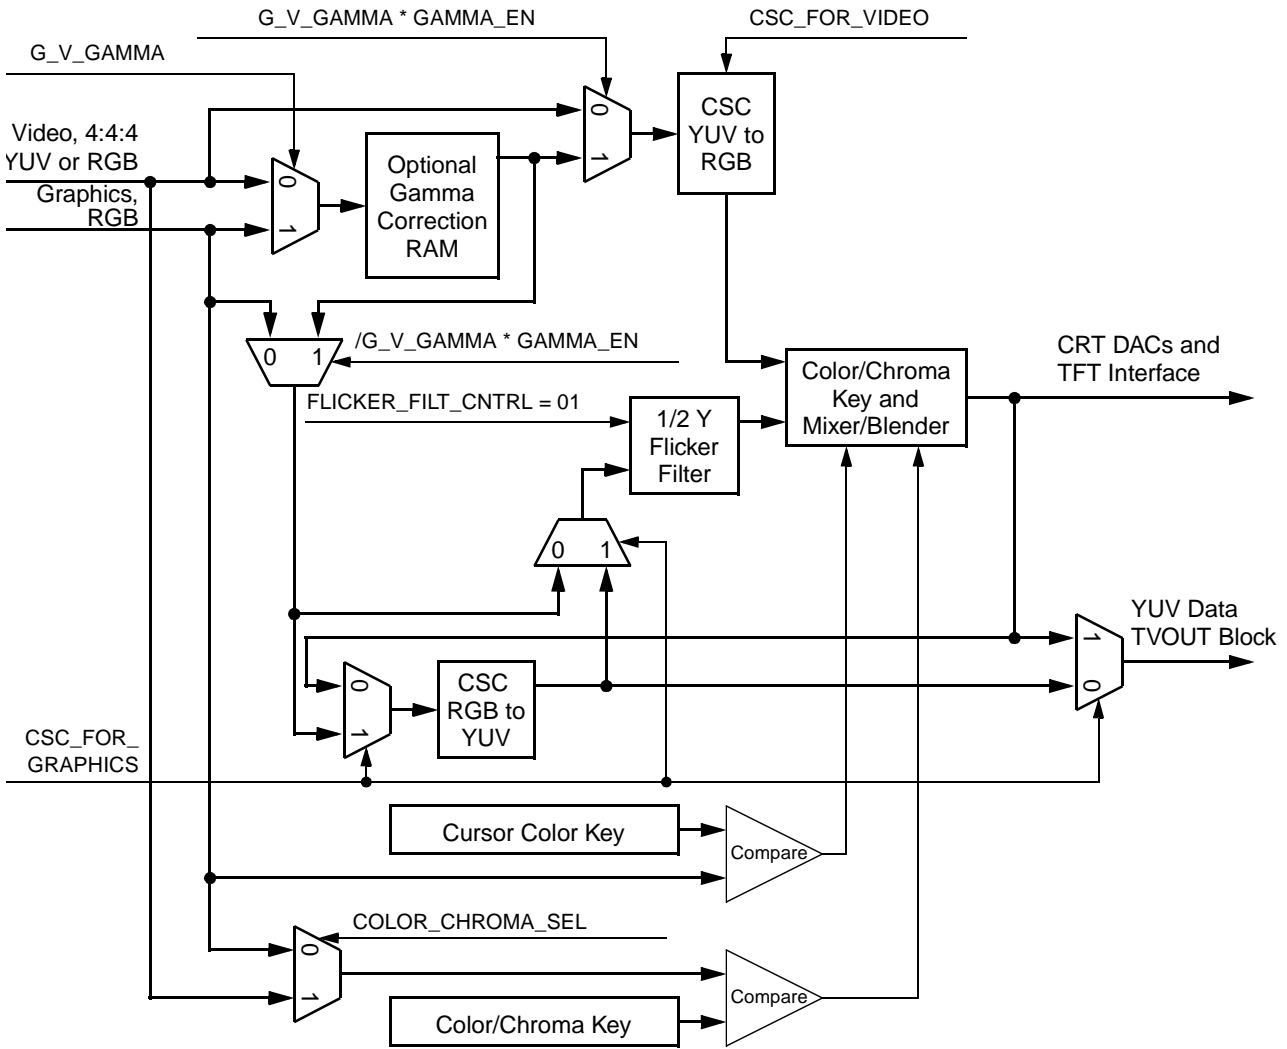 G_V_GAMMA * GAMMA_EN
CSC_FOR_VIDEO
G_V_GAMMA
Video, 4:4:4
YUV or RGB
Graphics,
RGB
0
1
Optional
Gamma
Correction
RAM
0
1
CSC
YUV to
RGB
0 1
/G_V_GAMMA * GAMMA_EN
FLICKER_FILT_CNTRL = 01
1/2 Y
Flicker
Filter
Color/Chroma
Key and
Mixer/Blender
CRT DACs and
TFT Interface
0 1
YUV Data
TVOUT Block
1
0
0
1
CSC
RGB to
YUV
CSC_FOR_
GRAPHICS
Cursor Color Key
Compare
COLOR_CHROMA_SEL
0
1
Compare
Color/Chroma Key